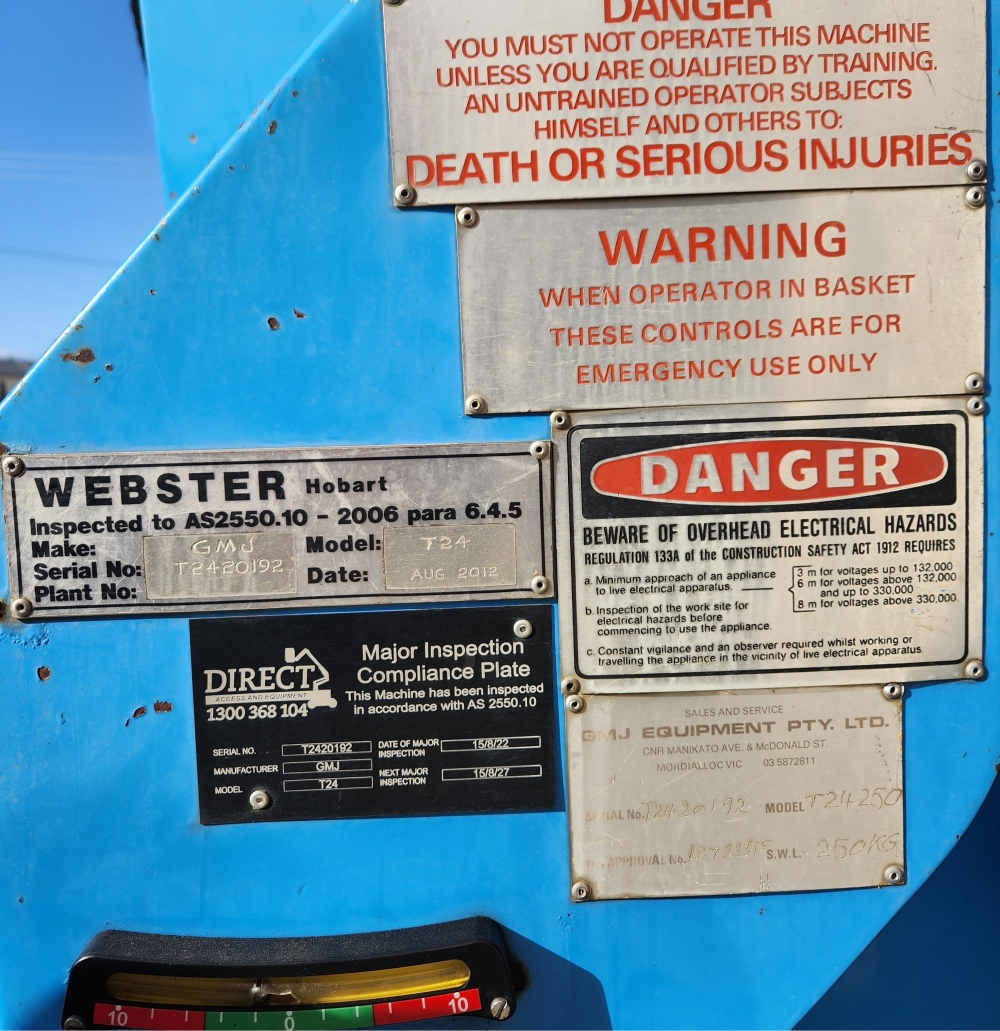 DANGER
YOU MUST NOT OPERATE THIS MACHINE
UNLESS YOU ARE QUALIFIED BY TRAINING.
AN UNTRAINED OPERATOR SUBJECTS
HIMSELF AND OTHERS TO:
DEATH OR SERIOUS INJURIES
WARNING
WHEN OPERATOR IN BASKET
THESE CONTROLS ARE FOR
EMERGENCY USE ONLY
WEBSTER Hobart
Inspected to AS2550.10 - 2006 para 6.4.5
Make: GMJ Model: T24
Serial No: T2420192 Date: AUG 2012
Plant No:
DANGER
BEWARE OF OVERHEAD ELECTRICAL HAZARDS
REGULATION 133A of the CONSTRUCTION SAFETY ACT 1912 REQUIRES
a. Minimum approach of an appliance
to live electrical apparatus.
3 m for voltages up to 132,000
6 m for voltages above 132,000
and up to 330,000
8 m for voltages above 330,000
b. Inspection of the work site for
electrical hazards before
commencing to use the appliance.
c. Constant vigilance and an observer required whilst working or
travelling the appliance in the vicinity of live electrical apparatus.
DIRECT
ACCESS AND EQUIPMENT
1300 368 104
Major Inspection
Compliance Plate
This Machine has been inspected
in accordance with AS 2550.10
SERIAL NO. T2420192
MANUFACTURER GMJ
MODEL T24
DATE OF MAJOR
INSPECTION 15/8/22
NEXT MAJOR
INSPECTION 15/8/27
SALES AND SERVICE
GMJ EQUIPMENT PTY. LTD.
CNR MANIKATO AVE. & McDONALD ST.
MORDIALLOC VIC 03 5872811
SERIAL No. T2420192 MODEL T24250
APPROVAL No. S.W.L. 250KG
10 0 10